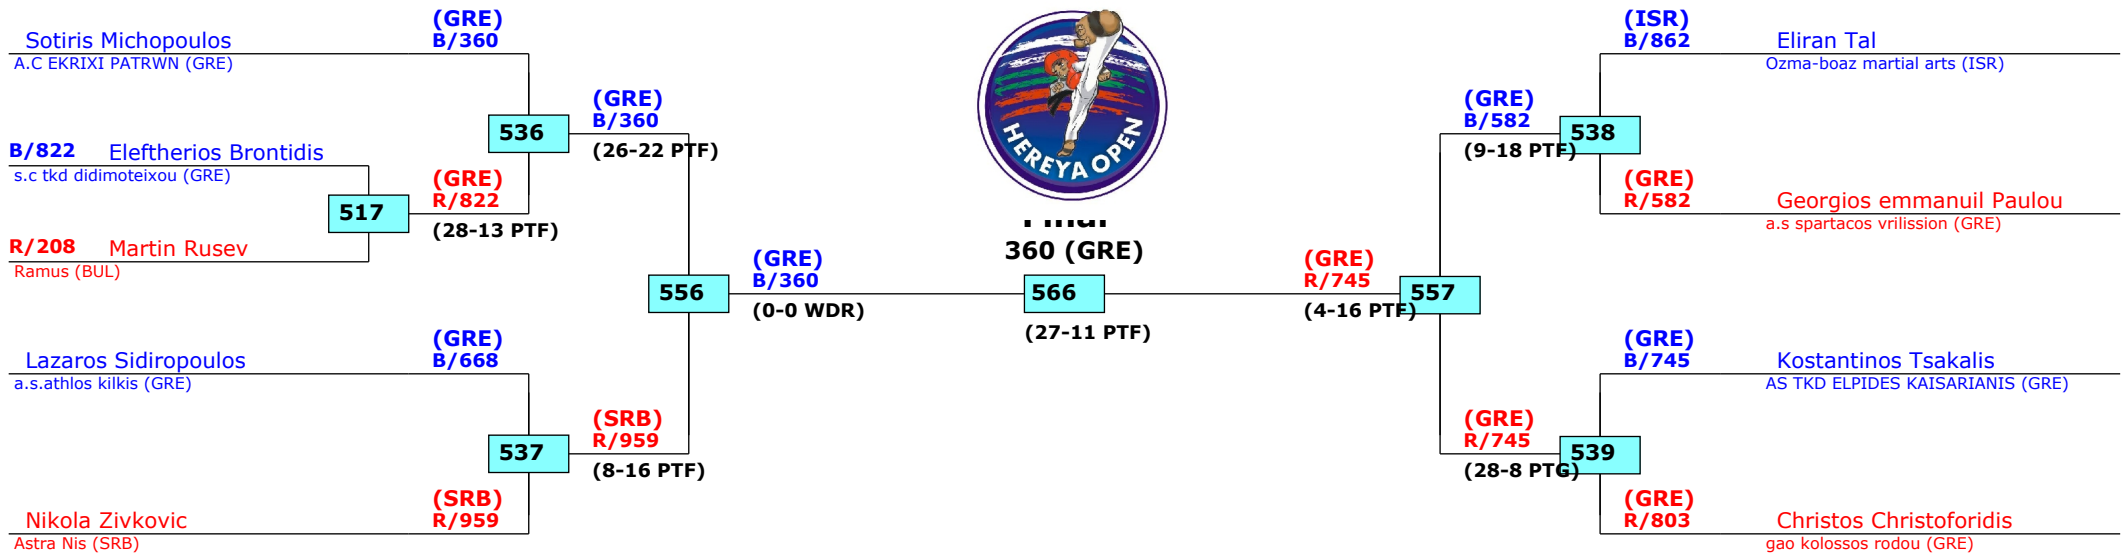 (GRE)
B/360
Sotiris Michopoulos
A.C EKRIXI PATRWN (GRE)
(GRE)
B/360
536
(26-22 PTF)
B/822 Eleftherios Brontidis
s.c tkd didimoteixou (GRE)
517
(GRE)
R/822
(28-13 PTF)
R/208 Martin Rusev
Ramus (BUL)
556
(GRE)
B/360
(0-0 WDR)
(GRE)
B/668
Lazaros Sidiropoulos
a.s.athlos kilkis (GRE)
537
(SRB)
R/959
(8-16 PTF)
(SRB)
R/959
Nikola Zivkovic
Astra Nis (SRB)
HEREYA OPEN
360 (GRE)
566
(27-11 PTF)
(GRE)
R/745
557
(4-16 PTF)
(ISR)
B/862
Eliran Tal
Ozma-boaz martial arts (ISR)
(GRE)
B/582
538
(9-18 PTF)
(GRE)
R/582
Georgios emmanuil Paulou
a.s spartacos vrilission (GRE)
(GRE)
B/745
Kostantinos Tsakalis
AS TKD ELPIDES KAISARIANIS (GRE)
(GRE)
R/745
539
(28-8 PTG)
(GRE)
R/803
Christos Christoforidis
gao kolossos rodou (GRE)